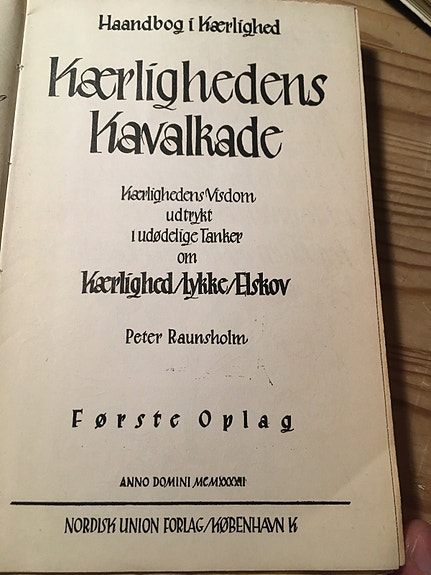 Haandbog i Kærlighed
Kærlighedens
Kavalkade
Kærlighedens Visdom
udtrykt
i udødelige Tanker
om
Kærlighed/Lykke/Elskov
Peter Raunsholm
Første Oplag
ANNO DOMINI MCMXXXXII
NORDISK UNION FORLAG/KØBENHAVN K